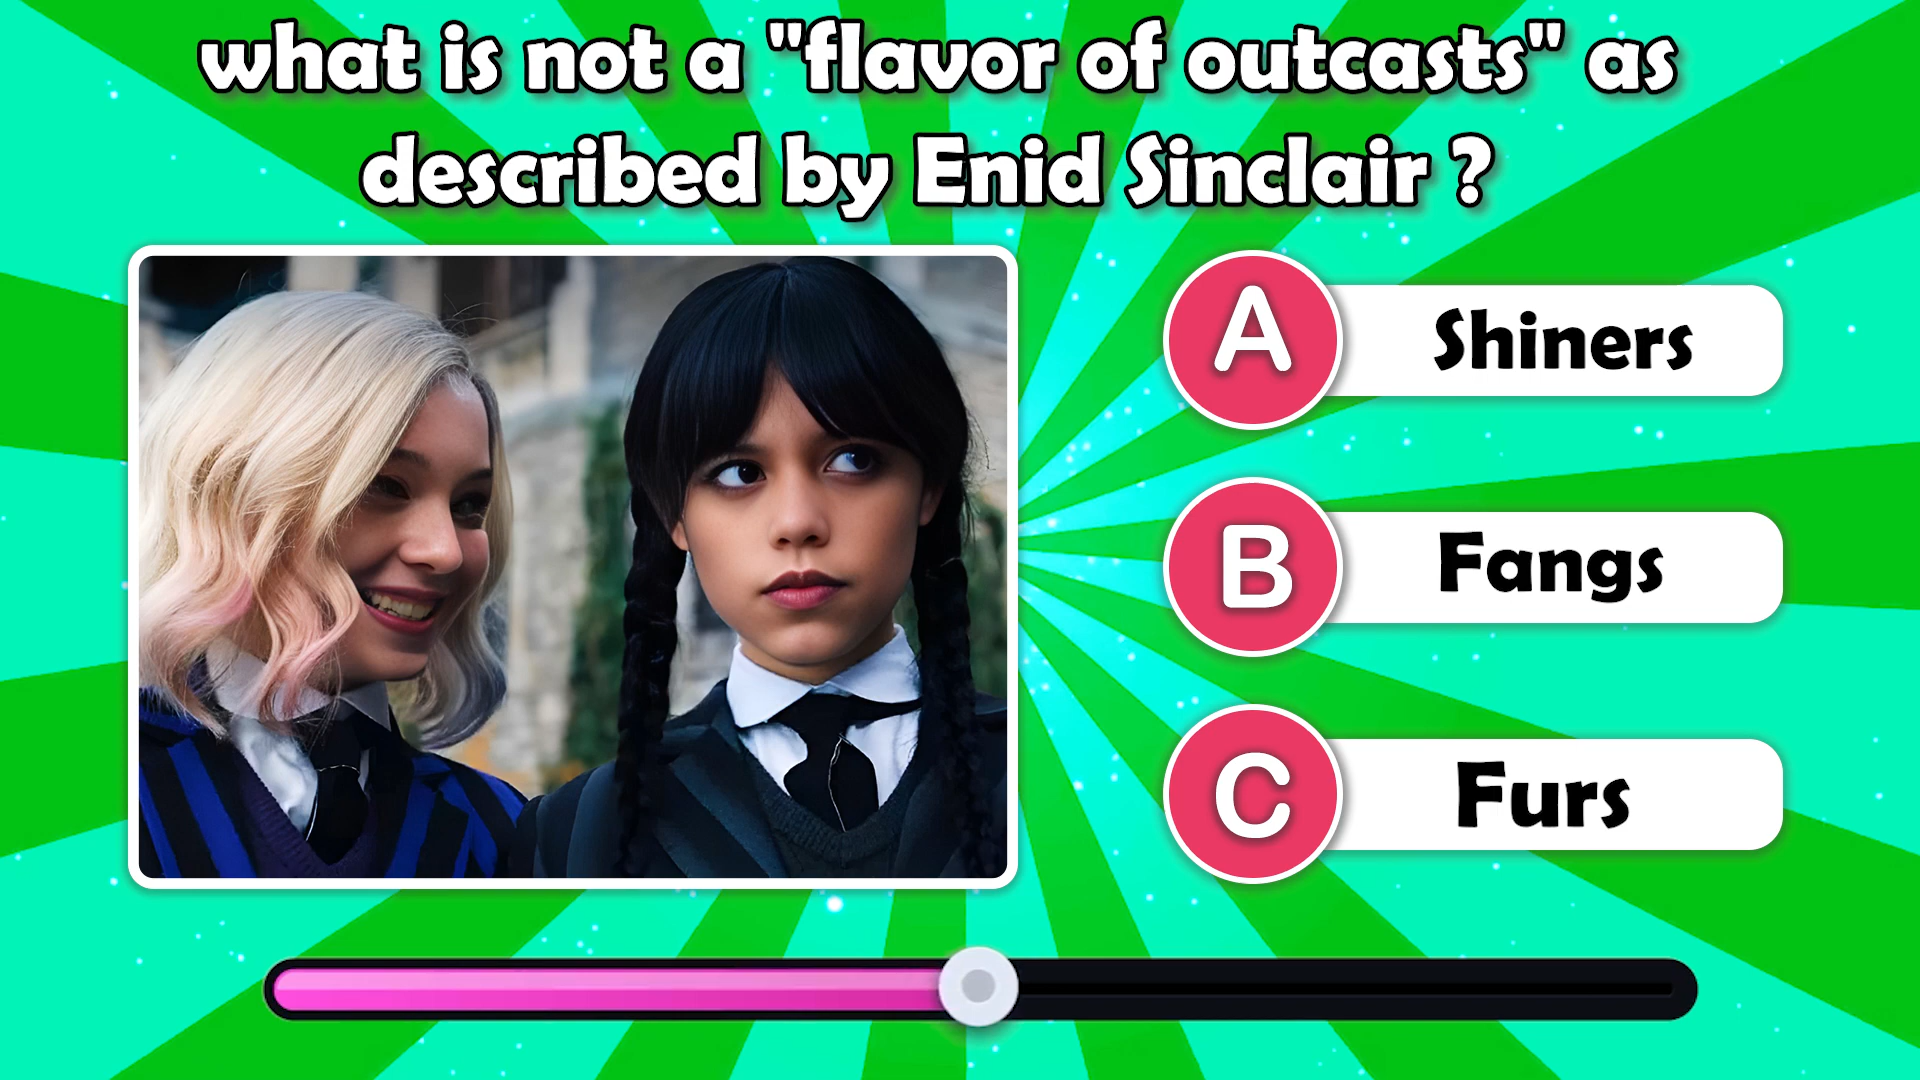 what is not a "flavor of outcasts" as
described by Enid Sinclair ?
A Shiners
B Fangs
C Furs